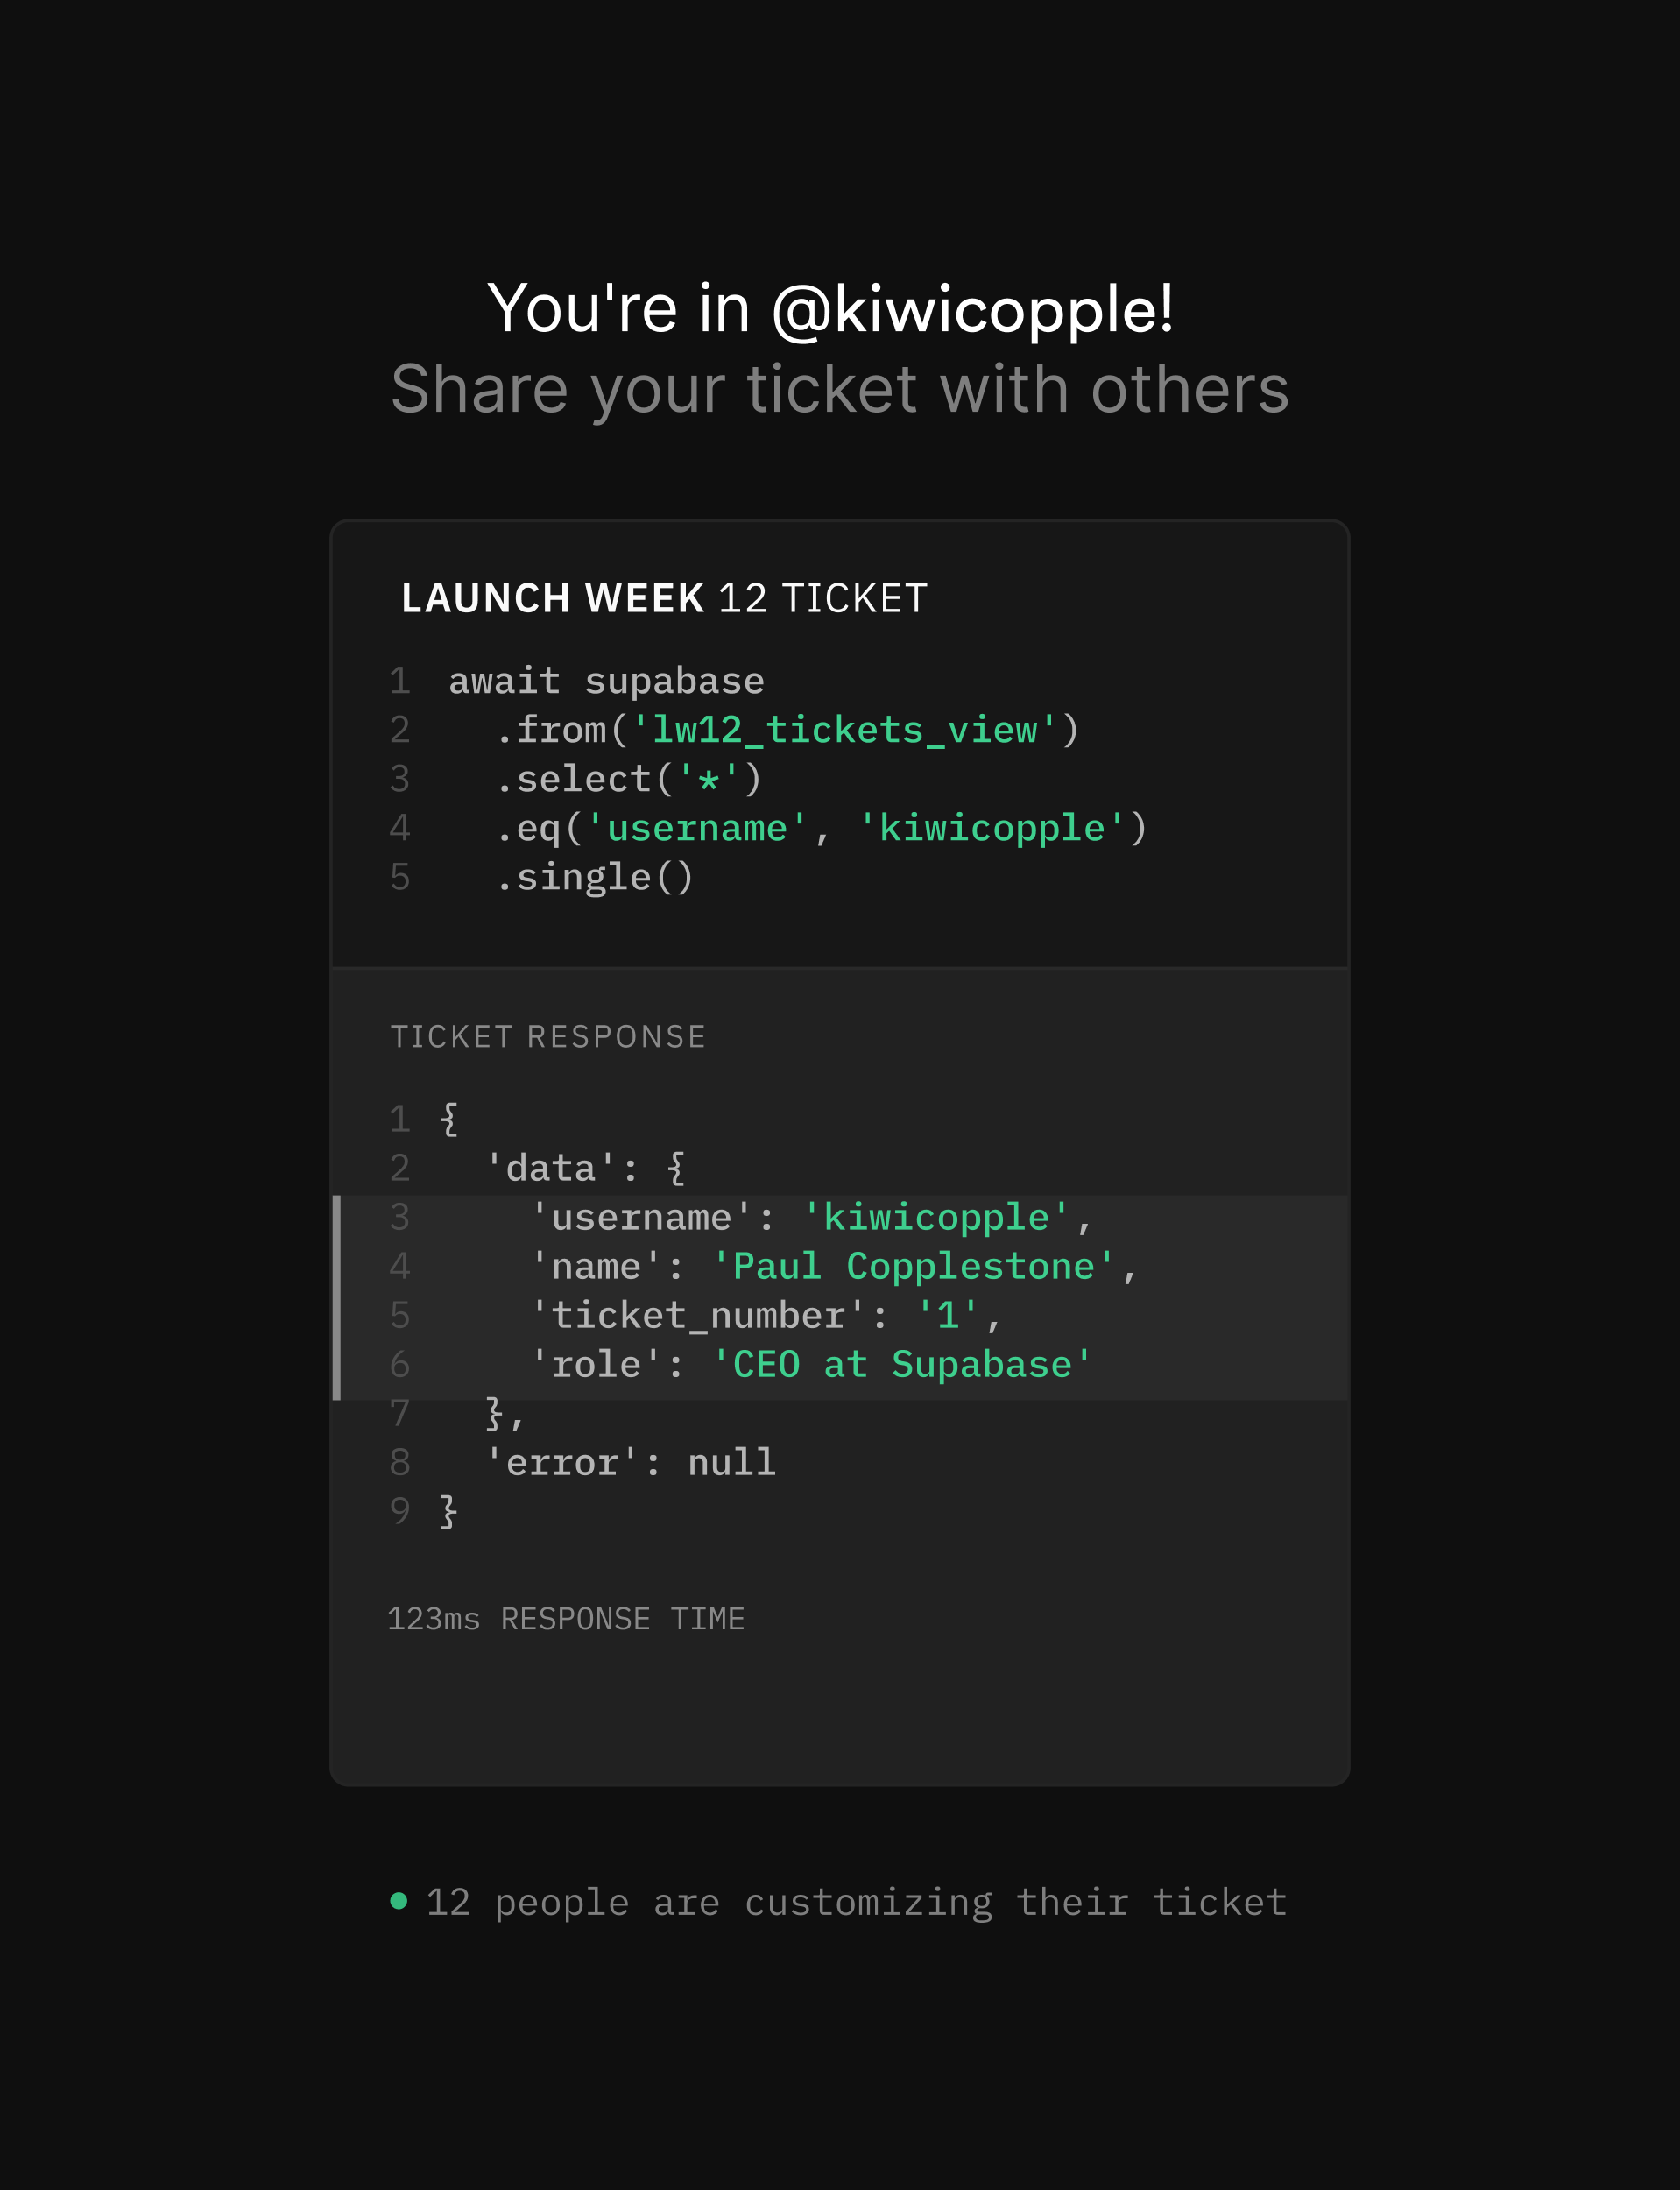 You're in @kiwicopple!
Share your ticket with others
LAUNCH WEEK 12 TICKET
1 await supabase
2   .from('lw12_tickets_view')
3   .select('*')
4   .eq('username', 'kiwicopple')
5   .single()
TICKET RESPONSE
1 {
2   'data': {
3     'username': 'kiwicopple',
4     'name': 'Paul Copplestone',
5     'ticket_number': '1',
6     'role': 'CEO at Supabase'
7   },
8   'error': null
9 }
123ms RESPONSE TIME
12 people are customizing their ticket